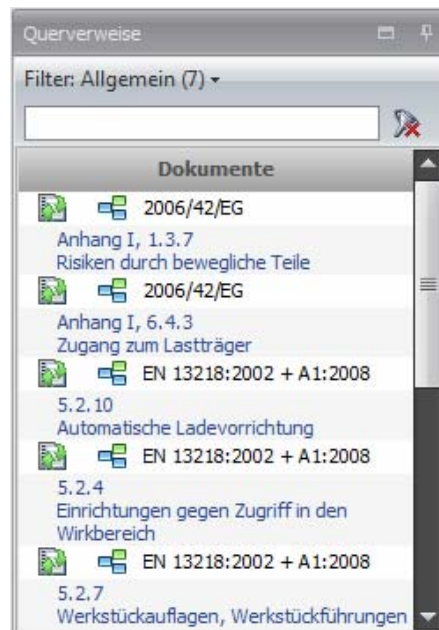 Querverweise
Filter: Allgemein (7)
Dokumente
2006/42/EG
Anhang I, 1.3.7
Risiken durch bewegliche Teile
2006/42/EG
Anhang I, 6.4.3
Zugang zum Lastträger
EN 13218:2002 + A1:2008
5.2.10
Automatische Ladevorrichtung
EN 13218:2002 + A1:2008
5.2.4
Einrichtungen gegen Zugriff in den
Wirkbereich
EN 13218:2002 + A1:2008
5.2.7
Werkstückauflagen, Werkstückführungen